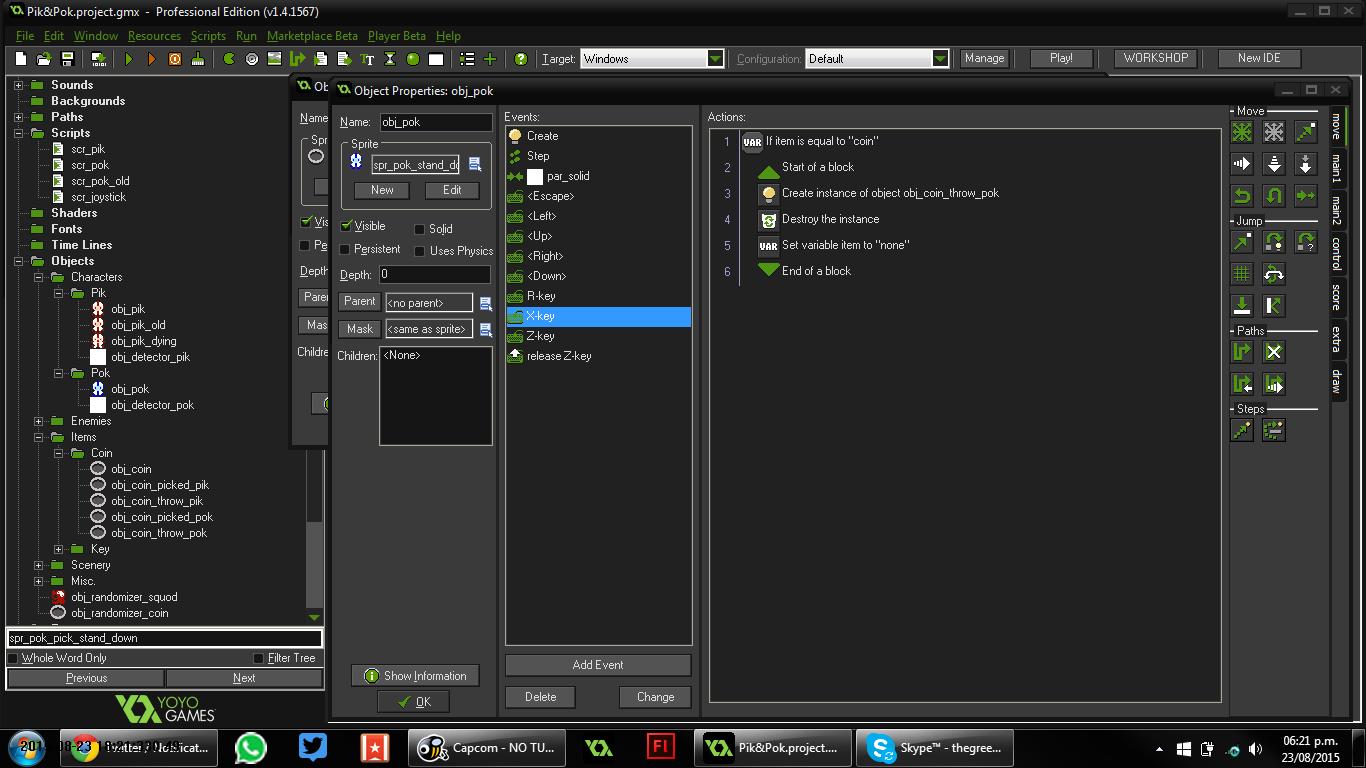 Pik&Pok.project.gmx - Professional Edition (v1.4.1567)
File Edit Window Resources Scripts Run Marketplace Beta Player Beta Help
Target: Windows Configuration: Default Manage Play! WORKSHOP New IDE
Sounds
Backgrounds
Paths
Scripts
scr_pik
scr_pok
scr_pok_old
scr_joystick
Shaders
Fonts
Time Lines
Objects
Characters
Pik
obj_pik
obj_pik_old
obj_pik_dying
obj_detector_pik
Pok
obj_pok
obj_detector_pok
Enemies
Items
Coin
obj_coin
obj_coin_picked_pik
obj_coin_throw_pik
obj_coin_picked_pok
obj_coin_throw_pok
Key
Scenery
Misc.
obj_randomizer_squod
obj_randomizer_coin
spr_pok_pick_stand_down
Whole Word Only Filter Tree
Previous Next
YOYO
GAMES
Object Properties: obj_pok
Name: obj_pok
Sprite
spr_pok_stand_do
New Edit
Visible Solid
Persistent Uses Physics
Depth: 0
Parent <no parent>
Mask <same as sprite>
Children: <None>
Show Information
OK
Events:
Create
Step
par_solid
<Escape>
<Left>
<Up>
<Right>
<Down>
R-key
X-key
Z-key
release Z-key
Add Event
Delete Change
Actions:
1 VAR If item is equal to "coin"
2 Start of a block
3 Create instance of object obj_coin_throw_pok
4 Destroy the instance
5 VAR Set variable item to "none"
6 End of a block
Move
Jump
Paths
Steps
move
main1
main2
control
score
extra
draw
Capcom - NO TU...
Pik&Pok.project....
Skype™ - thegree...
06:21 p.m.
23/08/2015